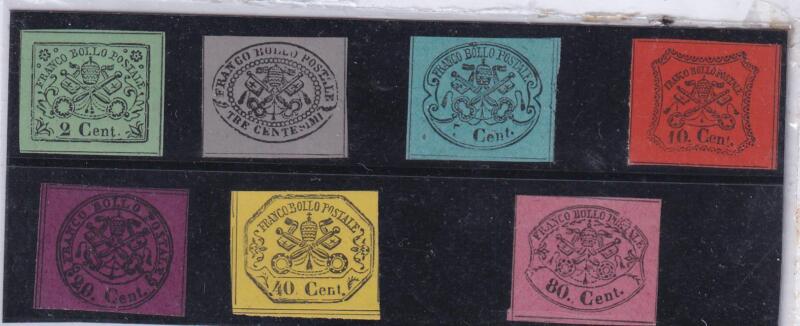 FRANCO BOLLO POSTALE
2 Cent.
FRANCO BOLLO POSTALE
TRE CENTESIMI
FRANCO BOLLO POSTALE
Cent.
FRANCO BOLLO POSTALE
10. Cent.
FRANCO BOLLO POSTALE
20. Cent.
FRANCO BOLLO POSTALE
40 Cent.
FRANCO BOLLO POSTALE
80. Cent.